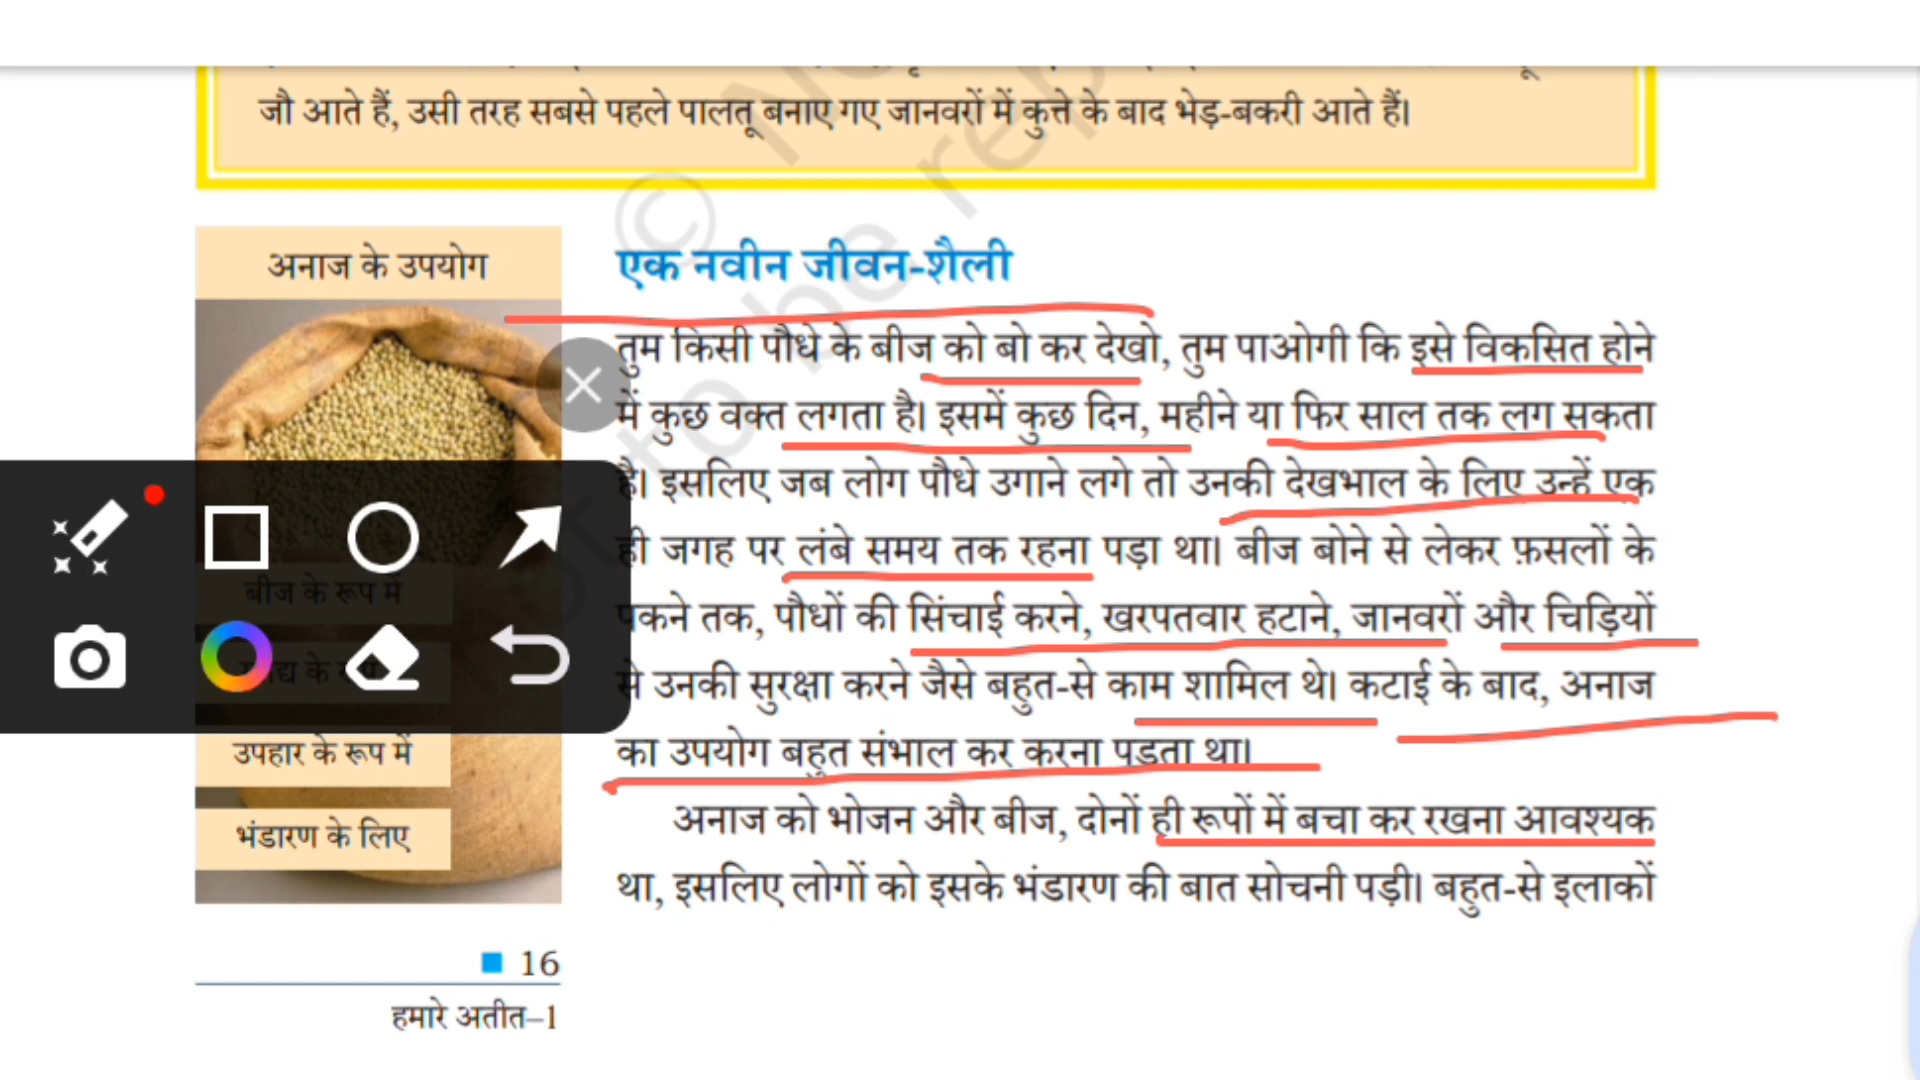 जौ आते हैं, उसी तरह सबसे पहले पालतू बनाए गए जानवरों में कुत्ते के बाद भेड़-बकरी आते हैं।
अनाज के उपयोग
बीज के रूप में
के
उपहार के रूप में
भंडारण के लिए
एक नवीन जीवन-शैली
तुम किसी पौधे के बीज को बो कर देखो, तुम पाओगी कि इसे विकसित होने
में कुछ वक्त लगता है। इसमें कुछ दिन, महीने या फिर साल तक लग सकता
है। इसलिए जब लोग पौधे उगाने लगे तो उनकी देखभाल के लिए उन्हें एक
ही जगह पर लंबे समय तक रहना पड़ा था। बीज बोने से लेकर फ़सलों के
पकने तक, पौधों की सिंचाई करने, खरपतवार हटाने, जानवरों और चिड़ियों
से उनकी सुरक्षा करने जैसे बहुत-से काम शामिल थे। कटाई के बाद, अनाज
का उपयोग बहुत संभाल कर करना पड़ता था।
अनाज को भोजन और बीज, दोनों ही रूपों में बचा कर रखना आवश्यक
था, इसलिए लोगों को इसके भंडारण की बात सोचनी पड़ी। बहुत-से इलाकों
16
हमारे अतीत–1
©
to be rep